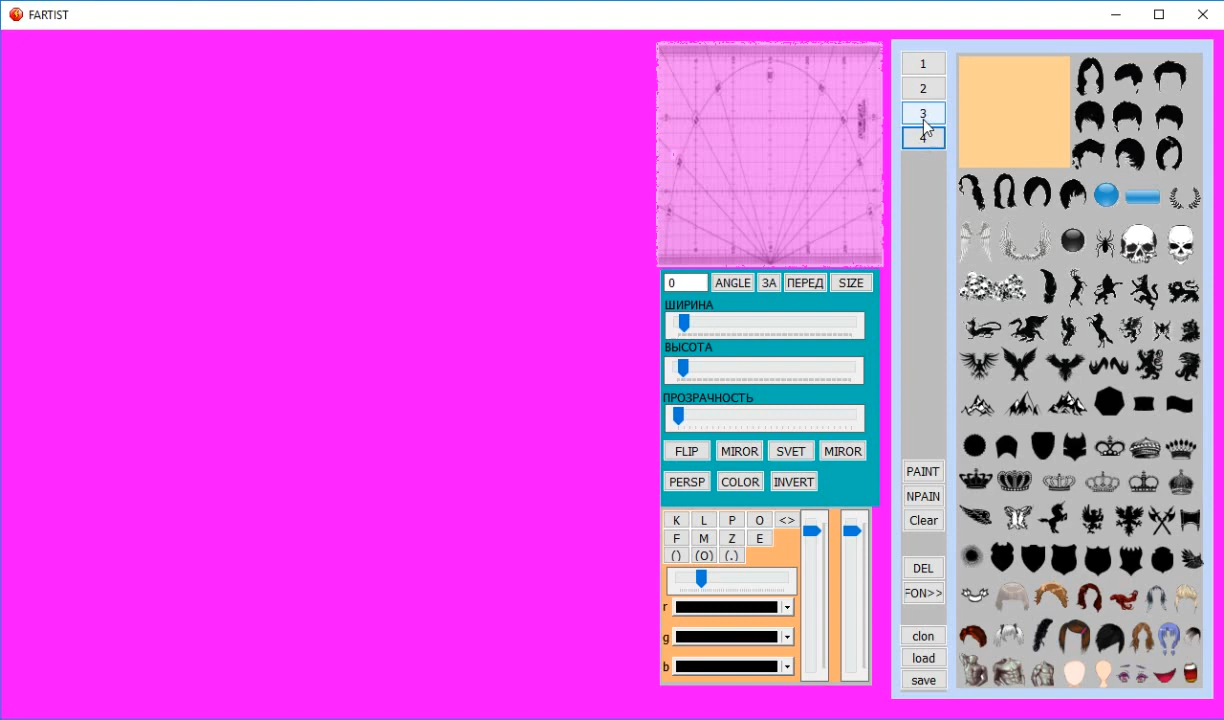 FARTIST
1
2
3
4
0 ANGLE ЗА ПЕРЕД SIZE
ШИРИНА
ВЫСОТА
ПРОЗРАЧНОСТЬ
FLIP MIROR SVET MIROR
PERSP COLOR INVERT
K L P O <>
F M Z E
() (O) (.)
r
g
b
PAINT
NPAIN
Clear
DEL
FON>>
clon
load
save